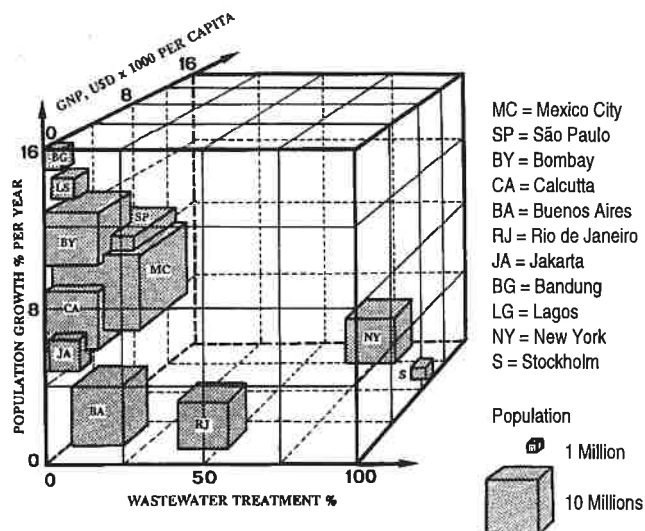 GNP, USD x 1000 PER CAPITA
16
8
0
16
8
0
POPULATION GROWTH % PER YEAR
BG
LS
SP
BY
MC
CA
JA
NY
S
BA
RJ
0
50
100
WASTEWATER TREATMENT %
MC = Mexico City
SP = São Paulo
BY = Bombay
CA = Calcutta
BA = Buenos Aires
RJ = Rio de Janeiro
JA = Jakarta
BG = Bandung
LG = Lagos
NY = New York
S = Stockholm
Population
1 Million
10 Millions